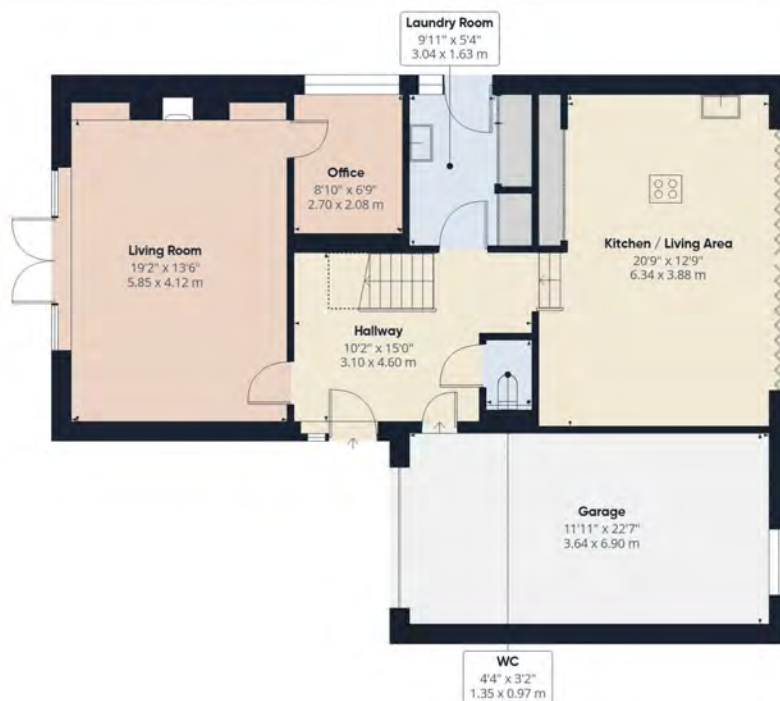 Laundry Room
9'11" x 5'4"
3.04 x 1.63 m
Office
8'10" x 6'9"
2.70 x 2.08 m
Living Room
19'2" x 13'6"
5.85 x 4.12 m
Kitchen / Living Area
20'9" x 12'9"
6.34 x 3.88 m
Hallway
10'2" x 15'0"
3.10 x 4.60 m
Garage
11'11" x 22'7"
3.64 x 6.90 m
WC
4'4" x 3'2"
1.35 x 0.97 m